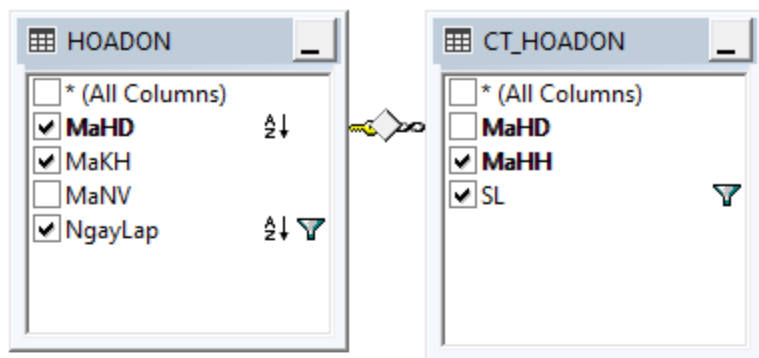 HOADON
* (All Columns)
MaHD
MaKH
MaNV
NgayLap
CT_HOADON
* (All Columns)
MaHD
MaHH
SL